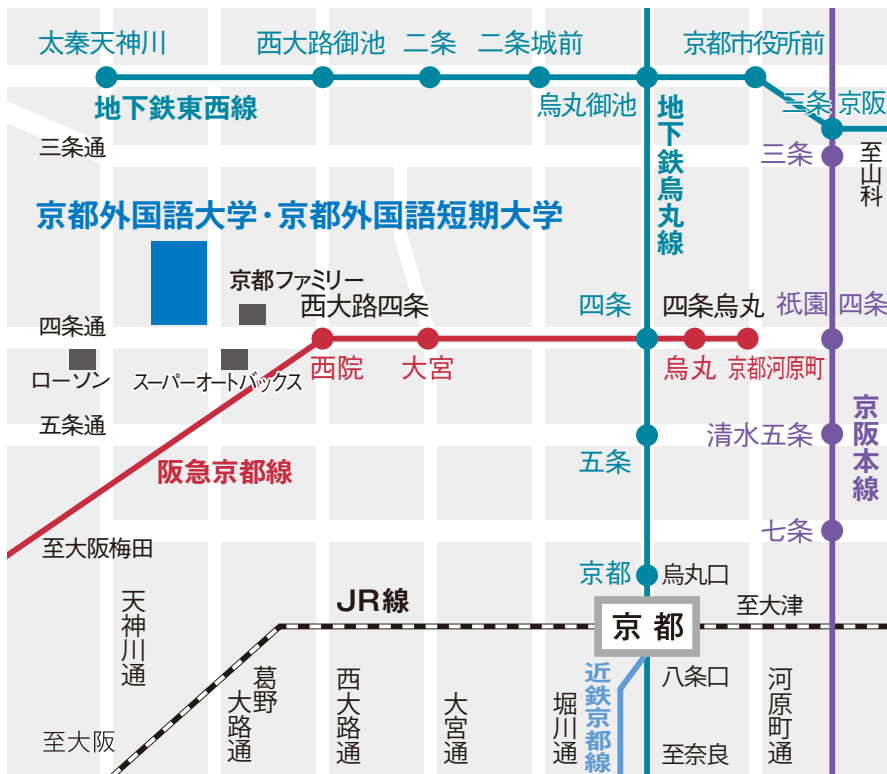 太秦天神川
西大路御池
二条
二条城前
京都市役所前
地下鉄東西線
烏丸御池
地下鉄烏丸線
三条京阪
三条通
三条
至山科
京都外国語大学・京都外国語短期大学
京都ファミリー
西大路四条
四条
四条烏丸
祇園四条
四条通
ローソン
スーパーオートバックス
西院
大宮
烏丸
京都河原町
五条通
阪急京都線
五条
清水五条
京阪本線
七条
至大阪梅田
京都
烏丸口
天神川通
JR線
京都
至大津
葛野
大路通
西大路通
大宮通
堀川通
近鉄京都線
八条口
河原町通
至大阪
至奈良